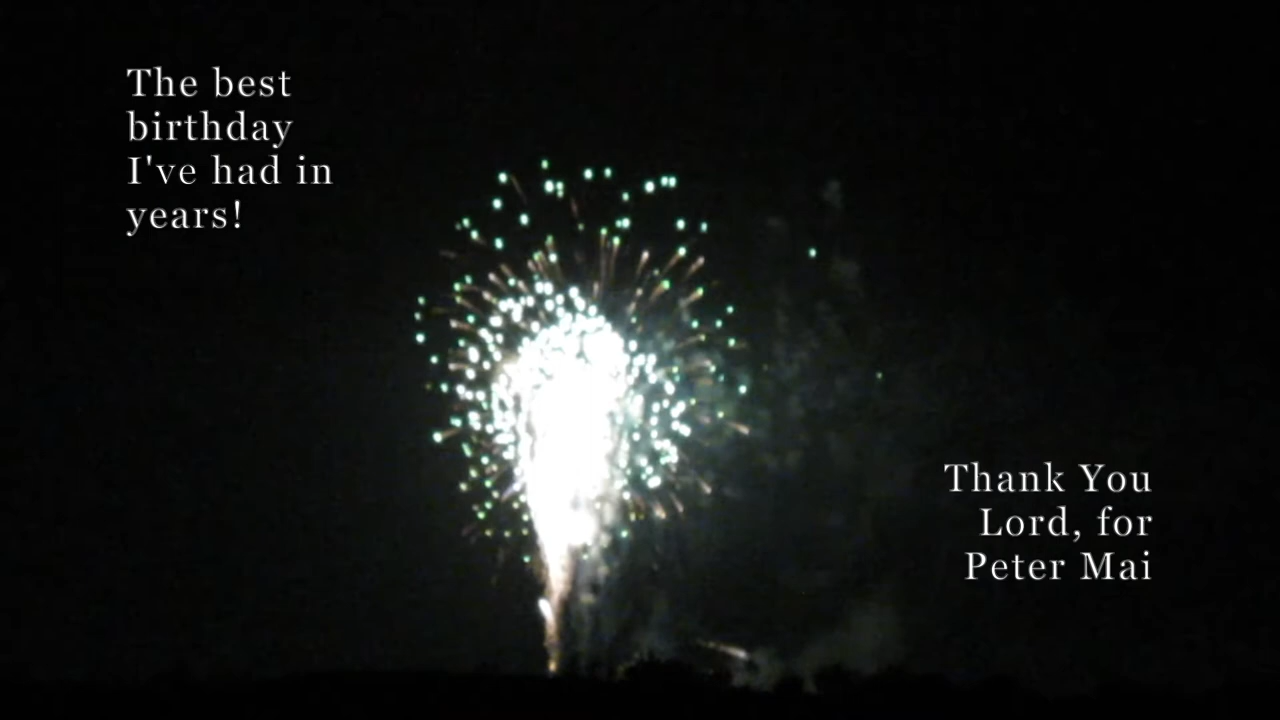 The best
birthday
I've had in
years!
Thank You
Lord, for
Peter Mai